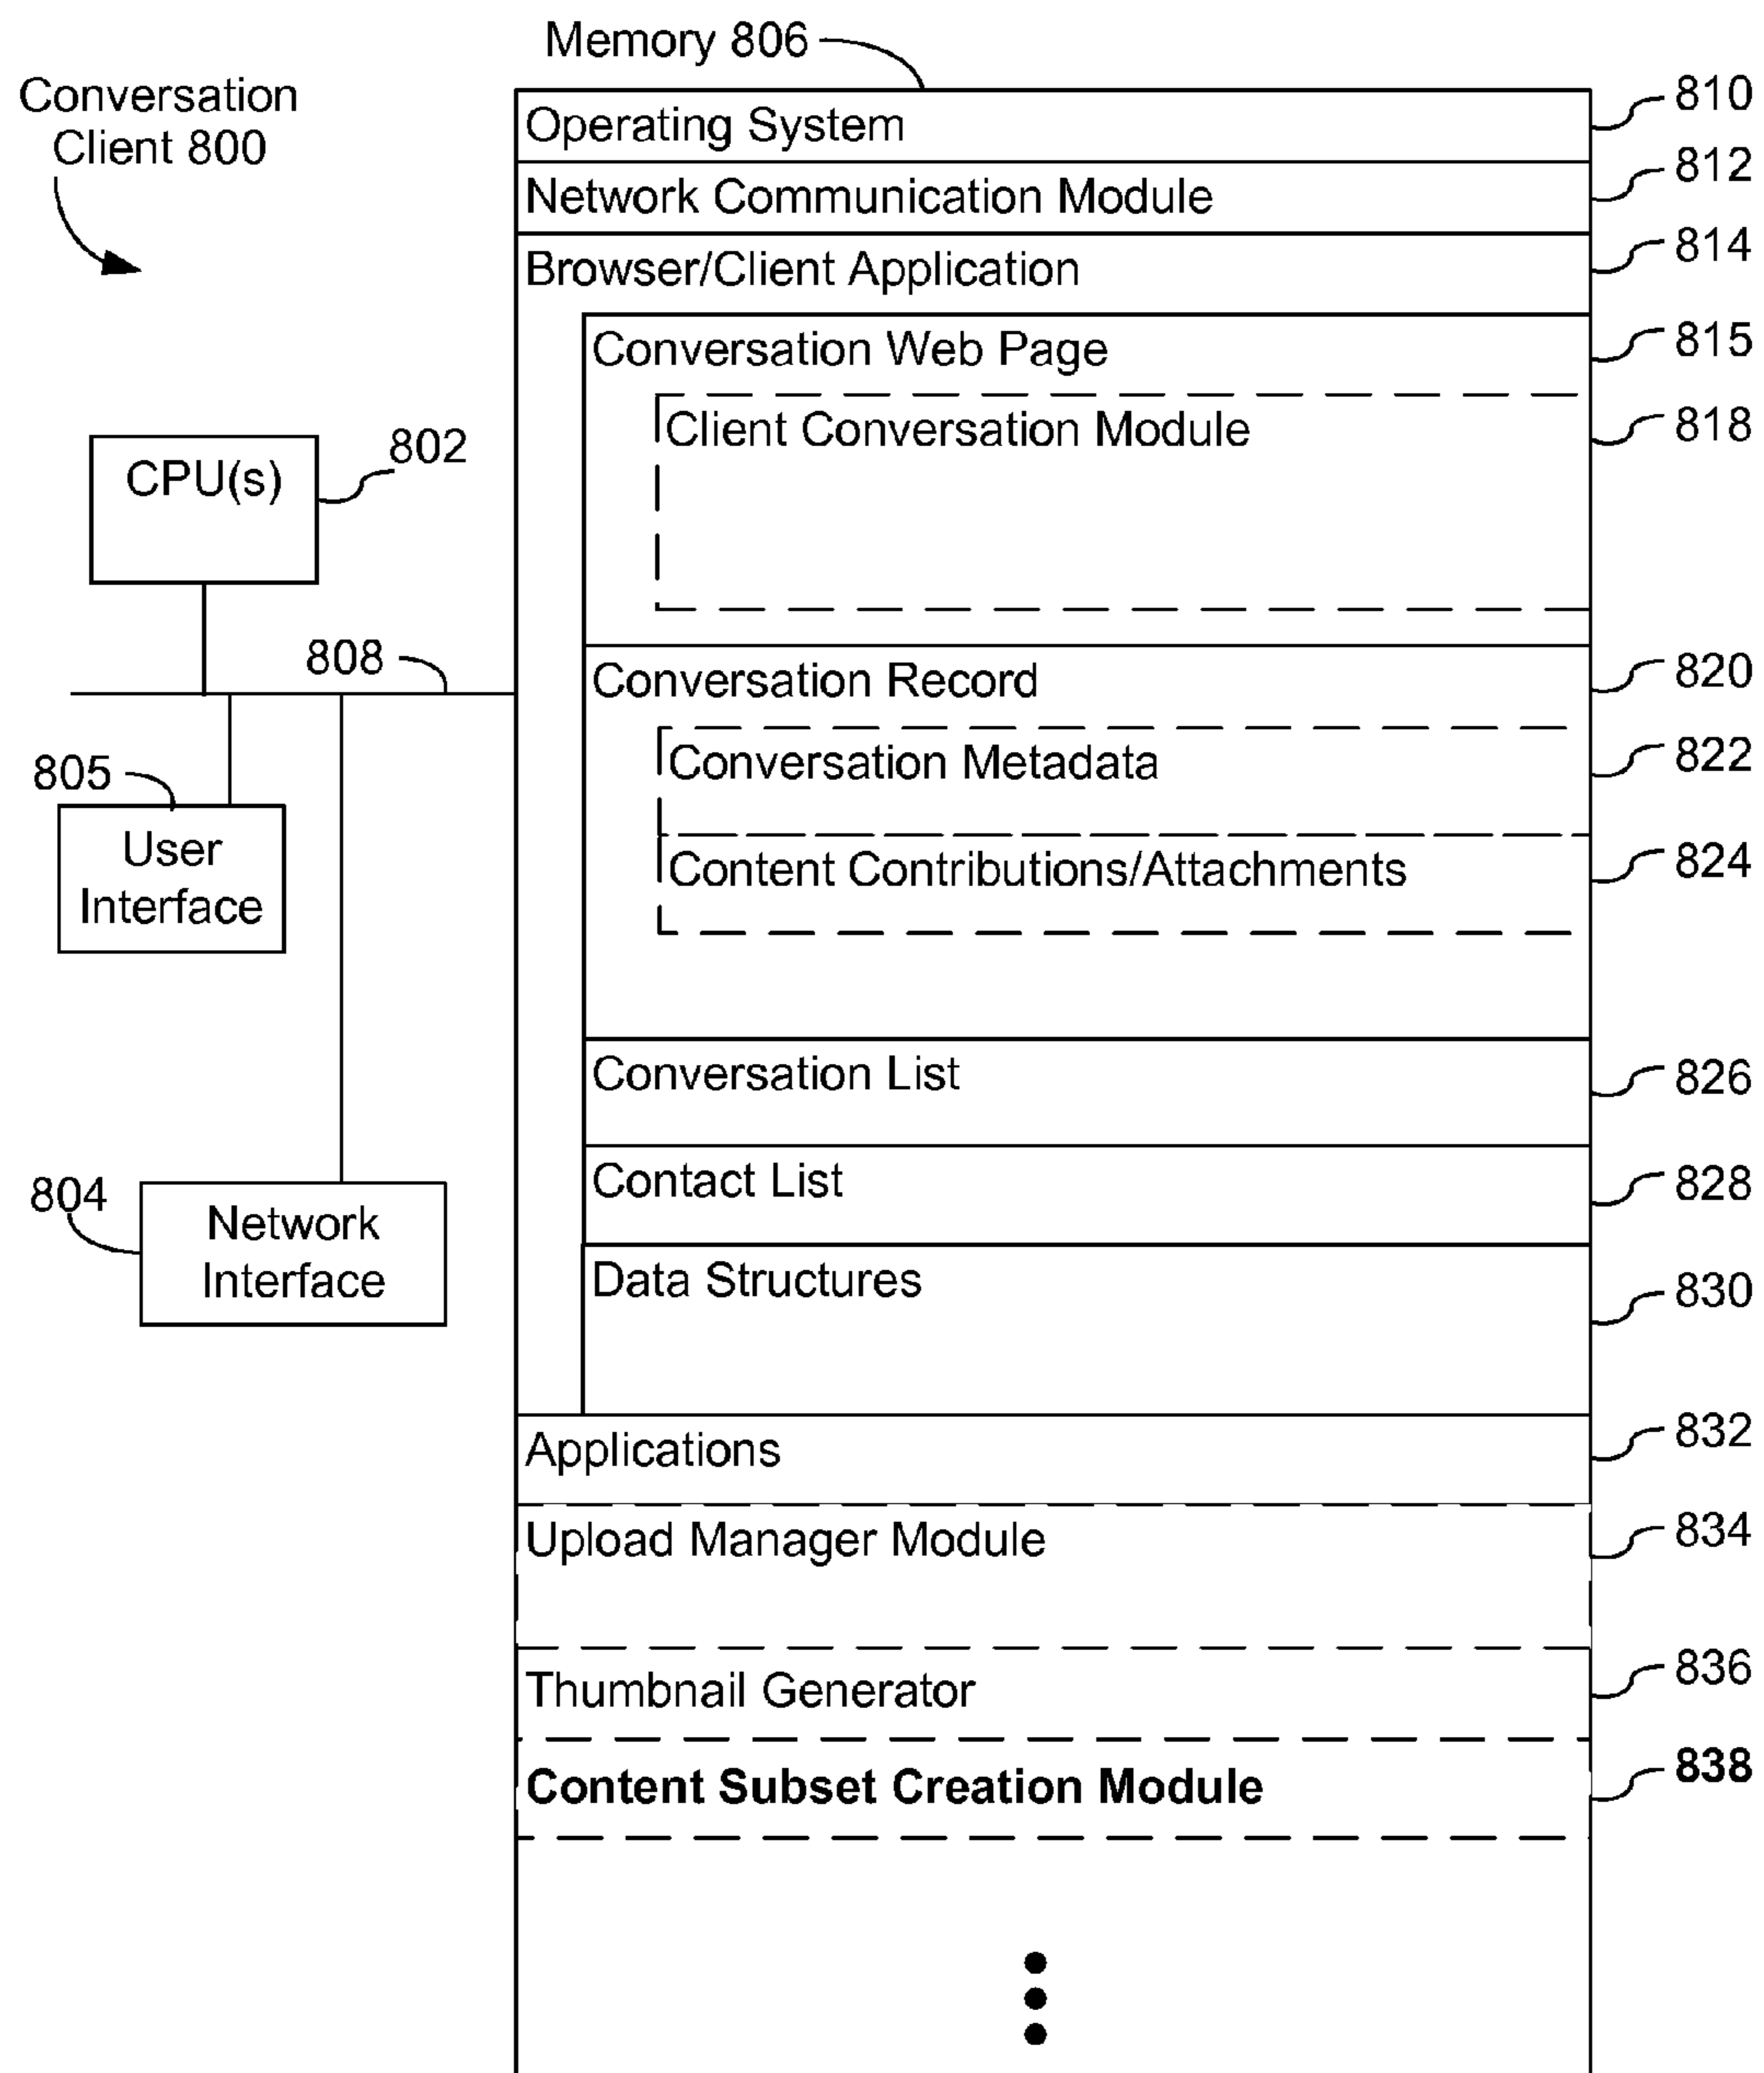 Memory 806
Conversation
Client 800
Operating System
810
Network Communication Module
812
Browser/Client Application
814
Conversation Web Page
815
Client Conversation Module
818
CPU(s)
802
808
Conversation Record
820
Conversation Metadata
822
805
User
Interface
Content Contributions/Attachments
824
Conversation List
826
804
Network
Interface
Contact List
828
Data Structures
830
Applications
832
Upload Manager Module
834
Thumbnail Generator
836
Content Subset Creation Module
838